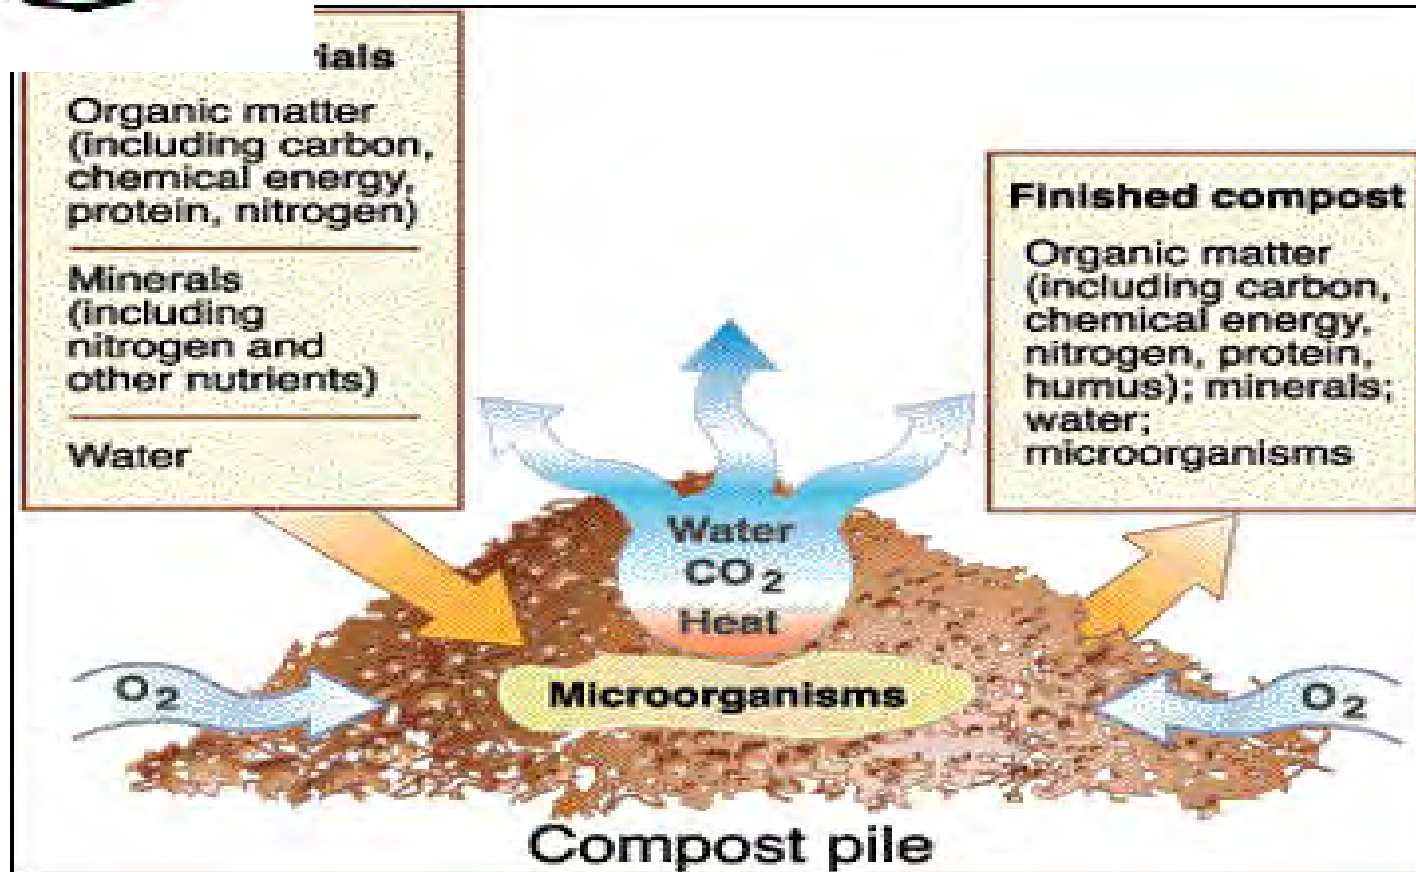 ials
Organic matter
(including carbon,
chemical energy,
protein, nitrogen)
Minerals
(including
nitrogen and
other nutrients)
Water
Finished compost
Organic matter
(including carbon,
chemical energy,
nitrogen, protein,
humus); minerals;
water;
microorganisms
Water
CO2
Heat
O2
Microorganisms
O2
Compost pile